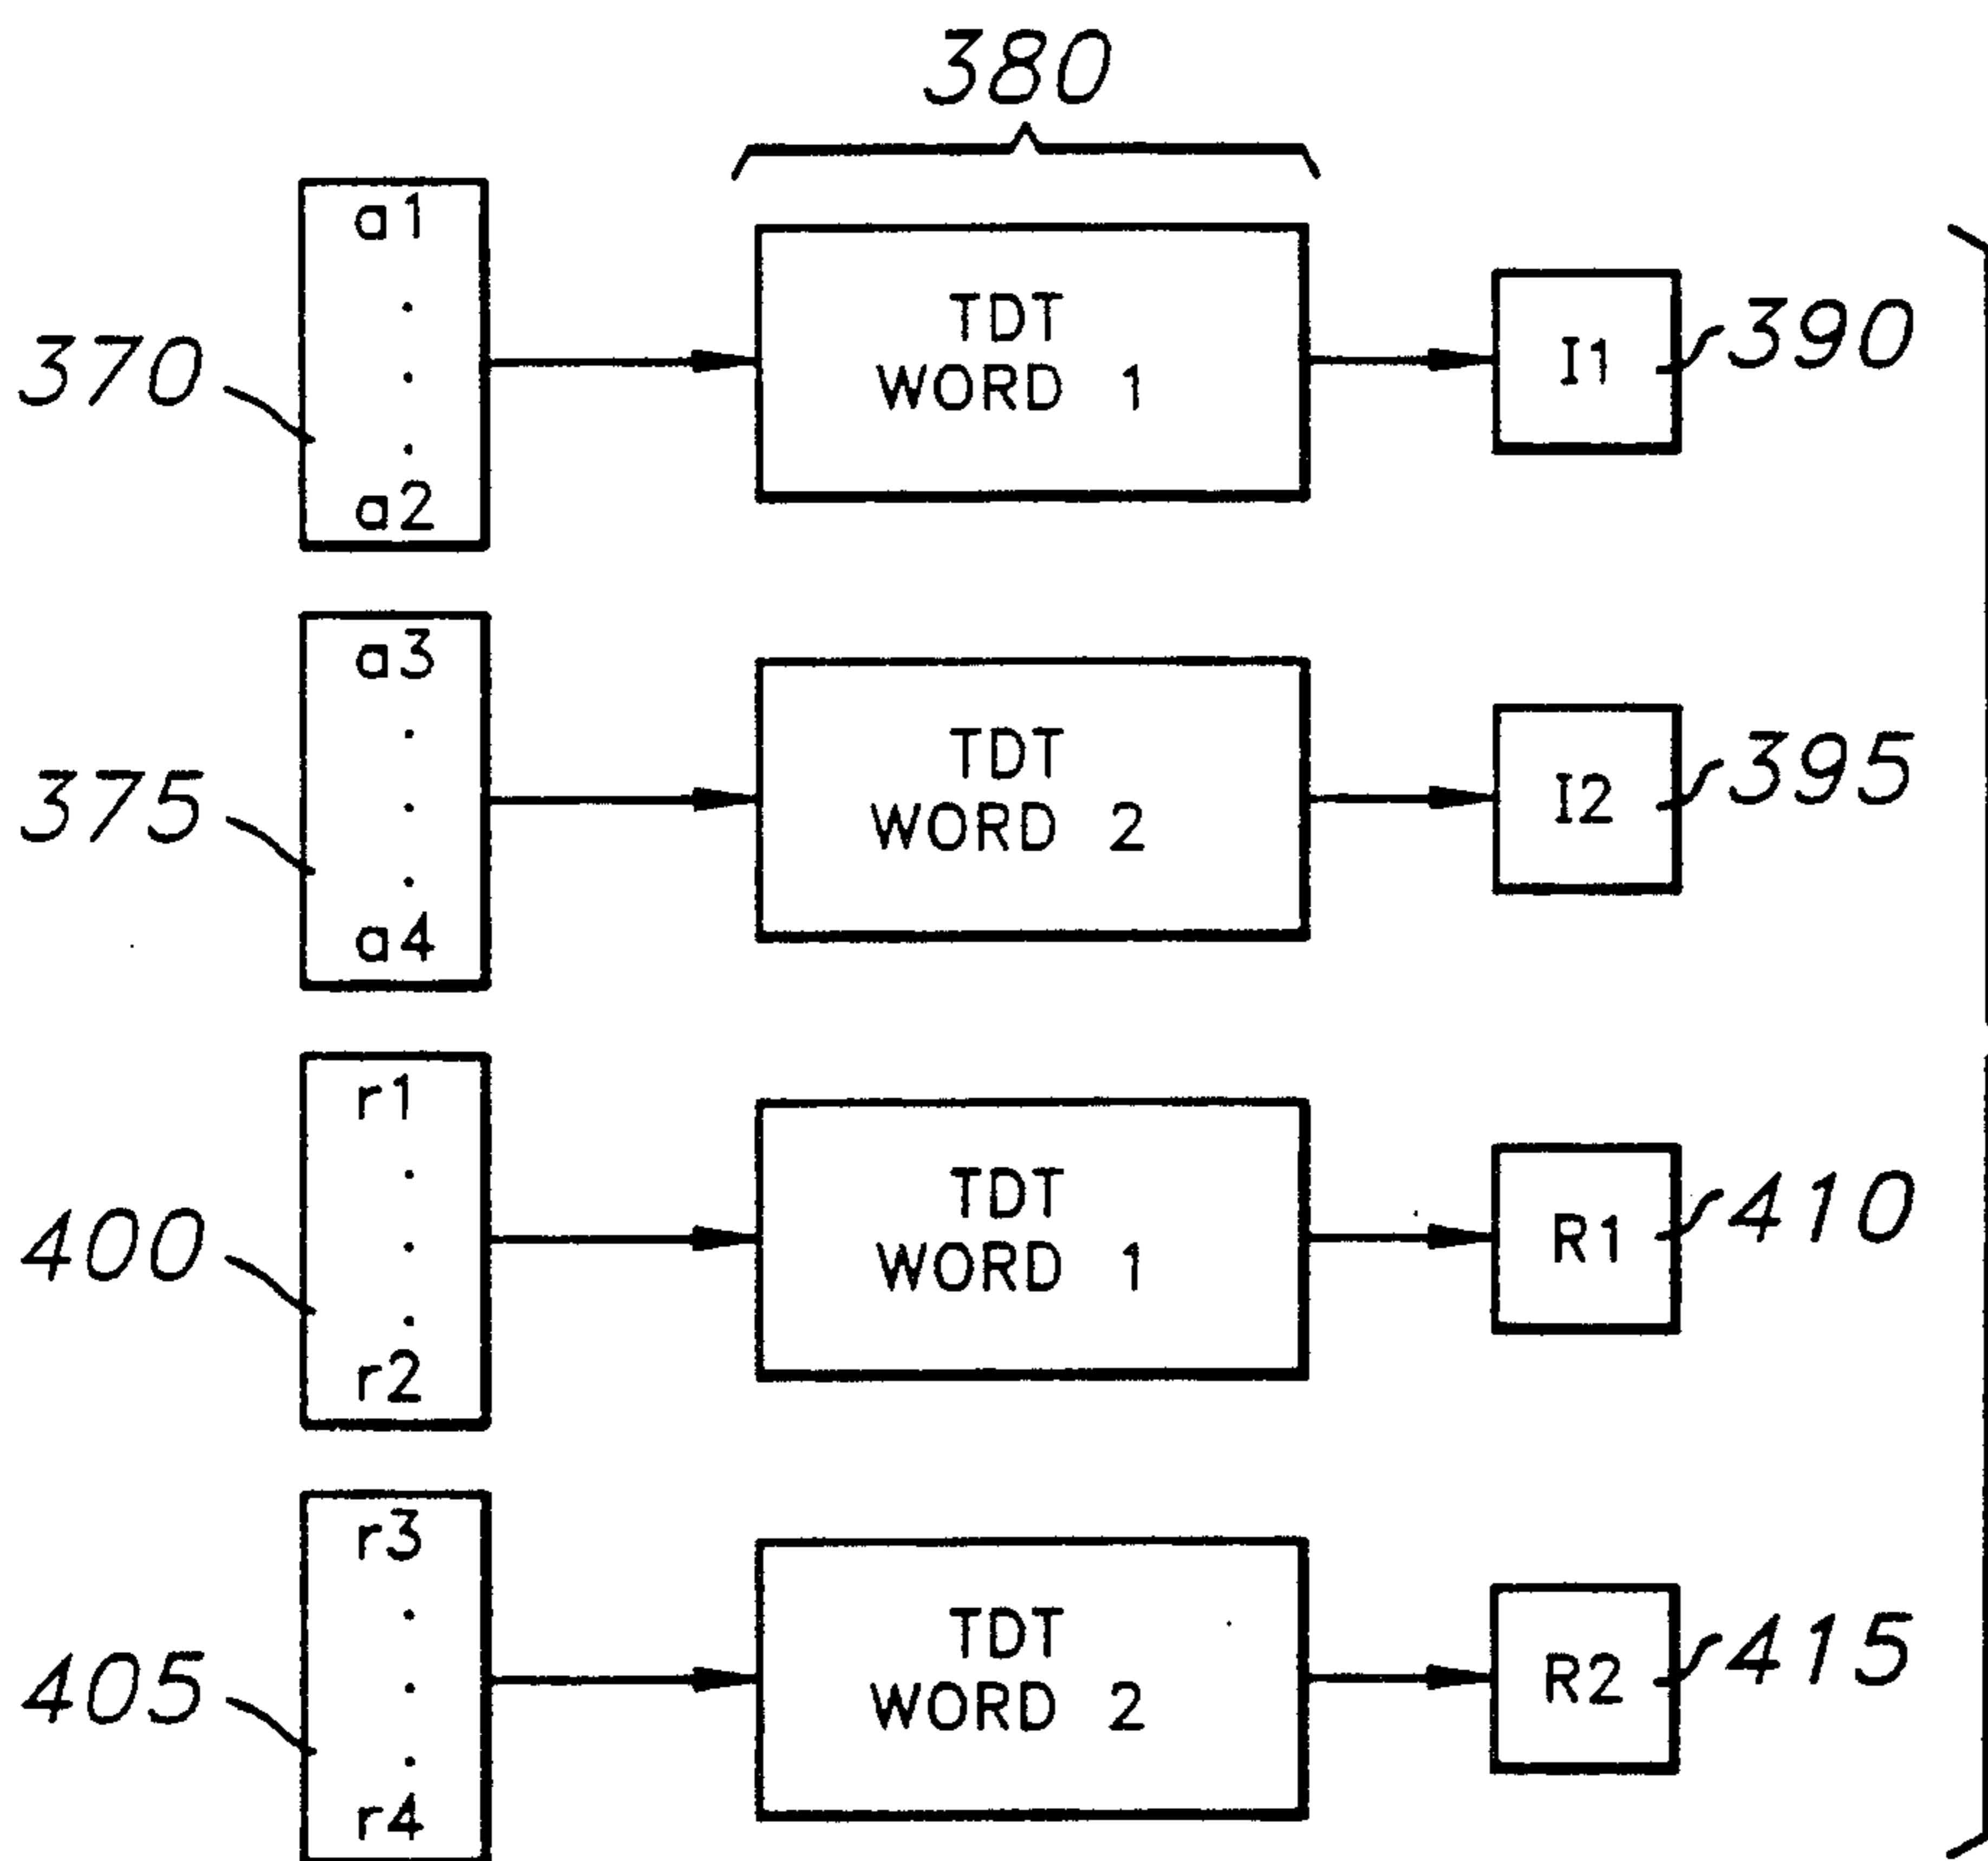 380
a1
.
.
.
a2
370
TDT
WORD 1
I1
390
a3
.
.
.
a4
375
TDT
WORD 2
I2
395
r1
.
.
.
r2
400
TDT
WORD 1
R1
410
r3
.
.
.
r4
405
TDT
WORD 2
R2
415